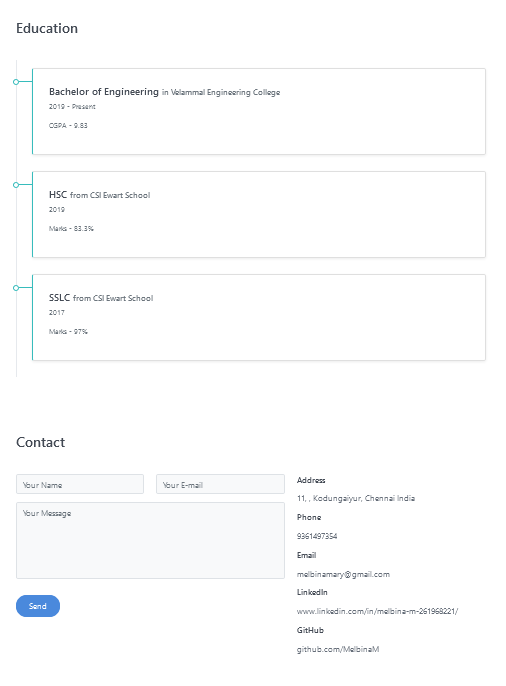 Education
Bachelor of Engineering in Velammal Engineering College
2019 - Present
CGPA - 9.83
HSC from CSI Ewart School
2019
Marks - 83.3%
SSLC from CSI Ewart School
2017
Marks - 97%
Contact
Your Name
Your E-mail
Your Message
Send
Address
11, , Kodungaiyur, Chennai India
Phone
9361497354
Email
melbinamary@gmail.com
LinkedIn
www.linkedin.com/in/melbina-m-261968221/
GitHub
github.com/MelbinaM